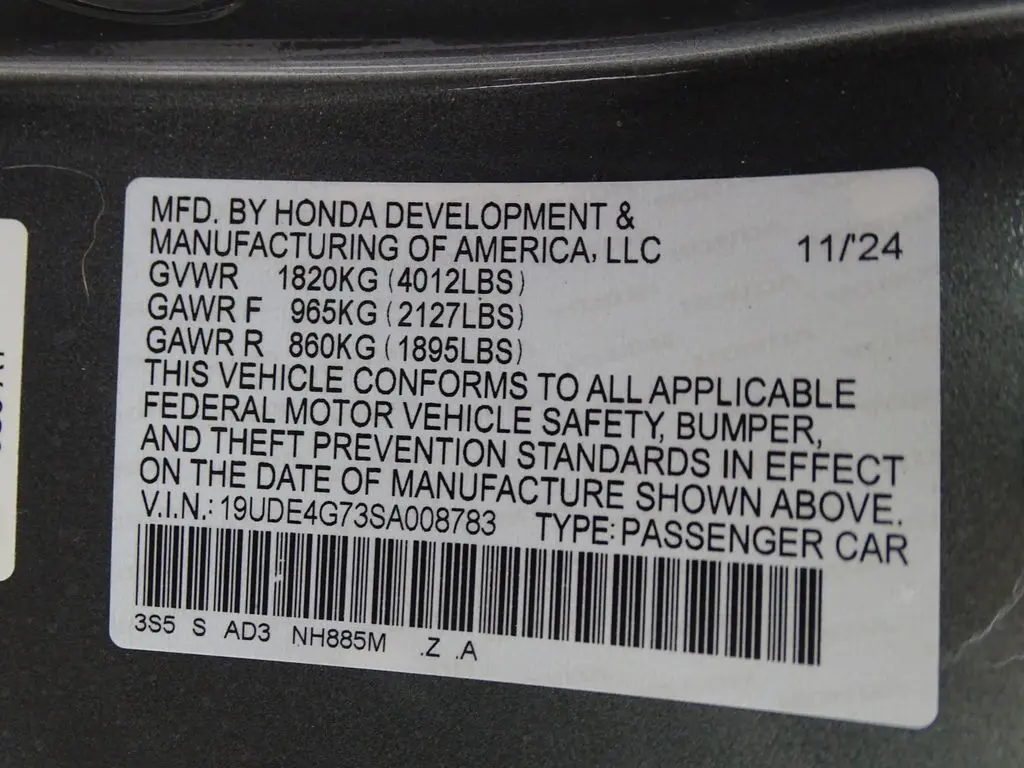 MFD. BY HONDA DEVELOPMENT &
MANUFACTURING OF AMERICA, LLC 11/'24
GVWR 1820KG (4012LBS)
GAWR F 965KG (2127LBS)
GAWR R 860KG (1895LBS)
THIS VEHICLE CONFORMS TO ALL APPLICABLE
FEDERAL MOTOR VEHICLE SAFETY, BUMPER,
AND THEFT PREVENTION STANDARDS IN EFFECT
ON THE DATE OF MANUFACTURE SHOWN ABOVE.
V.I.N.: 19UDE4G73SA008783 TYPE: PASSENGER CAR
3S5 S AD3 NH885M .Z .A